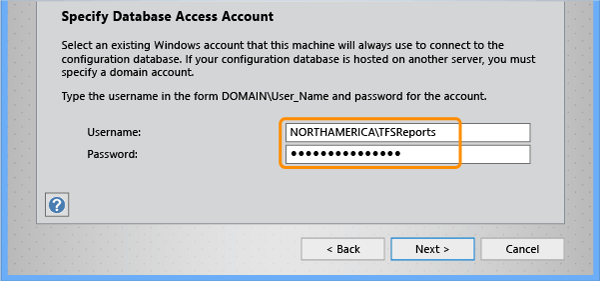 Specify Database Access Account
Select an existing Windows account that this machine will always use to connect to the
configuration database. If your configuration database is hosted on another server, you must
specify a domain account.
Type the username in the form DOMAIN\User_Name and password for the account.
Username: NORTHAMERICA\TFSReports
Password: •••••••••••••••
?
< Back Next > Cancel